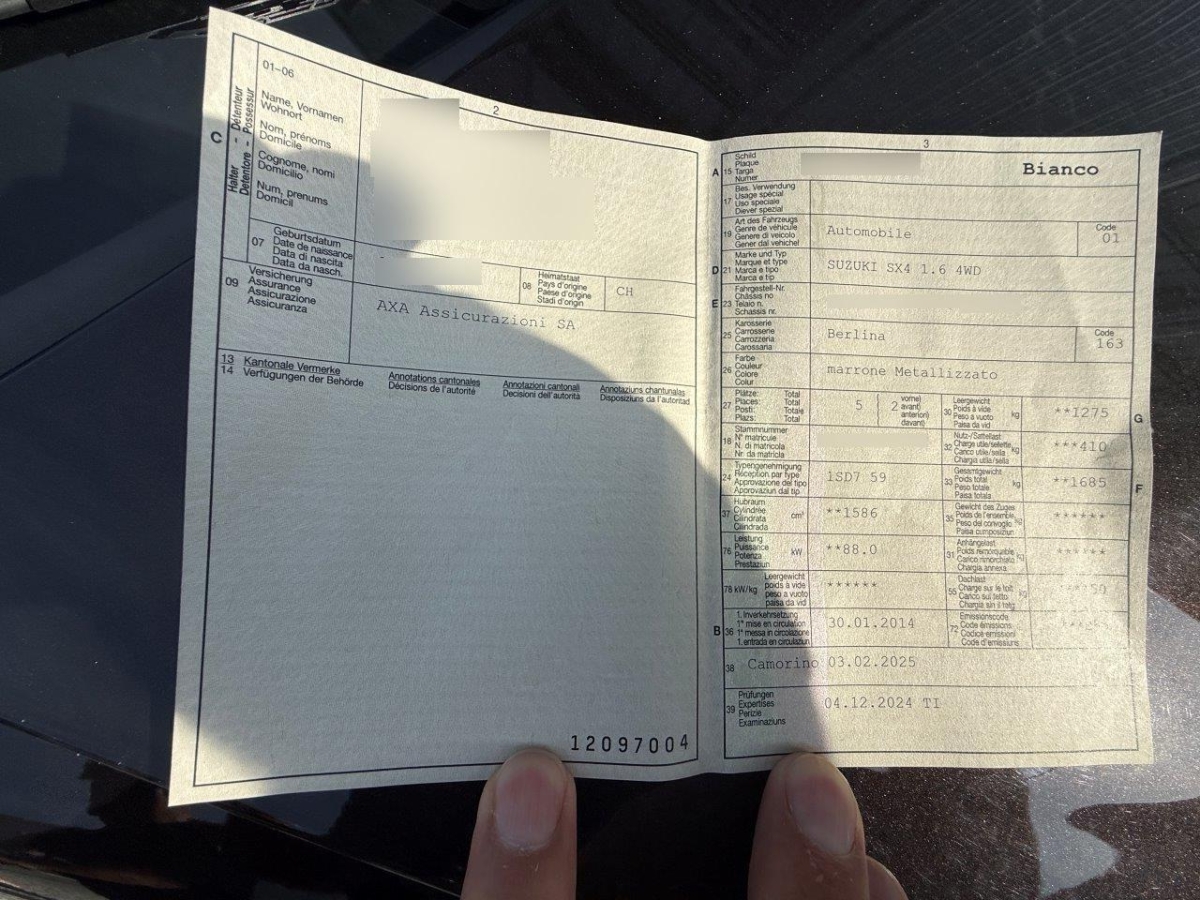 2
C
Halter - Détenteur
Detentore - Possessur
01-06
Name, Vornamen
Wohnort
Nom, prénoms
Domicile
Cognome, nomi
Domicilio
Num, prenums
Domicil
07
Geburtsdatum
Date de naissance
Data di nascita
Data da nasch.
08
Heimatstaat
Pays d'origine
Paese d'origine
Stadi d'origin
CH
09
Versicherung
Assurance
Assicurazione
Assicuranza
AXA Assicurazioni SA
13 Kantonale Vermerke
14 Verfügungen der Behörde
Annotations cantonales
Décisions de l'autorité
Annotazioni cantonali
Decisioni dell'autorità
Annotaziuns chantunalas
Disposiziuns da l'autoritad
12097004
3
A 15
Schild
Plaque
Targa
Numer
Bianco
17
Bes. Verwendung
Usage spécial
Uso speciale
Diever spezial
19
Art des Fahrzeugs
Genre de véhicule
Genere di veicolo
Gener dal vehichel
Automobile
Code
01
D 21
Marke und Typ
Marque et type
Marca e tipo
Marca e tip
SUZUKI SX4 1.6 4WD
E 23
Fahrgestell-Nr.
Châssis no
Telaio n.
Schassis nr.
25
Karosserie
Carrosserie
Carrozzeria
Carossaria
Berlina
Code
163
26
Farbe
Couleur
Colore
Colur
marrone Metallizzato
27
Plätze: Total
Places: Total
Posti: Totale
Plazs: Total
5
2
vorne)
avant)
anteriori)
davant)
30
Leergewicht
Poids à vide
Peso a vuoto
Paisa da vid
kg
**1275
G
18
Stammnummer
N° matricule
N. di matricola
Nr. da matricla
32
Nutz-/Sattellast
Charge utile/sellette
Carico utile/sella
Chargia utila/sella
kg
***410
24
Typengenehmigung
Réception par type
Approvazione del tipo
Approvaziun dal tip
1SD7 59
33
Gesamtgewicht
Poids total
Peso totale
Paisa totala
kg
**1685
F
37
Hubraum
Cylindrée
Cilindrata
Cilindrada
cm³
**1586
35
Gewicht des Zuges
Poids de l'ensemble
Peso del convoglio
Paisa cumposiziun
kg
******
76
Leistung
Puissance
Potenza
Prestaziun
kW
**88.0
31
Anhängelast
Poids remorquable
Carico rimorchiato
Chargia annexa
kg
******
78 kW/kg
Leergewicht
poids à vide
peso a vuoto
paisa da vid
******
55
Dachlast
Charge sur le toit
Carico sul tetto
Chargia sin il tetg
kg
B 36
1. Inverkehrsetzung
1re mise en circulation
1a messa in circolazione
1. entrada en circulaziun
30.01.2014
72
Emissionscode
Code émissions
Codice emissioni
Code d'emissiuns
38
Camorino 03.02.2025
39
Prüfungen
Expertises
Perizie
Examinaziuns
04.12.2024 TI